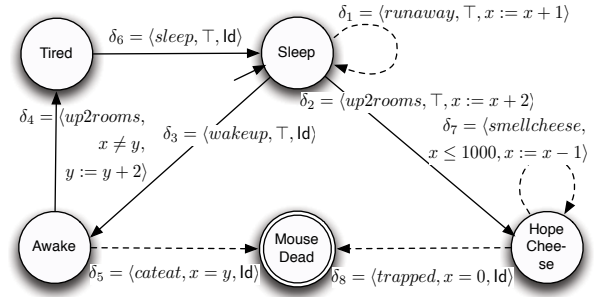 δ₁ = ⟨runaway, ⊤, x := x + 1⟩
δ₆ = ⟨sleep, ⊤, Id⟩
Tired
Sleep
δ₂ = ⟨up2rooms, ⊤, x := x + 2⟩
δ₄ = ⟨up2rooms,
x ≠ y,
y := y + 2⟩
δ₃ = ⟨wakeup, ⊤, Id⟩
δ₇ = ⟨smellcheese,
x ≤ 1000, x := x − 1⟩
Awake
Mouse
Dead
Hope
Chee-
se
δ₅ = ⟨cateat, x = y, Id⟩
δ₈ = ⟨trapped, x = 0, Id⟩